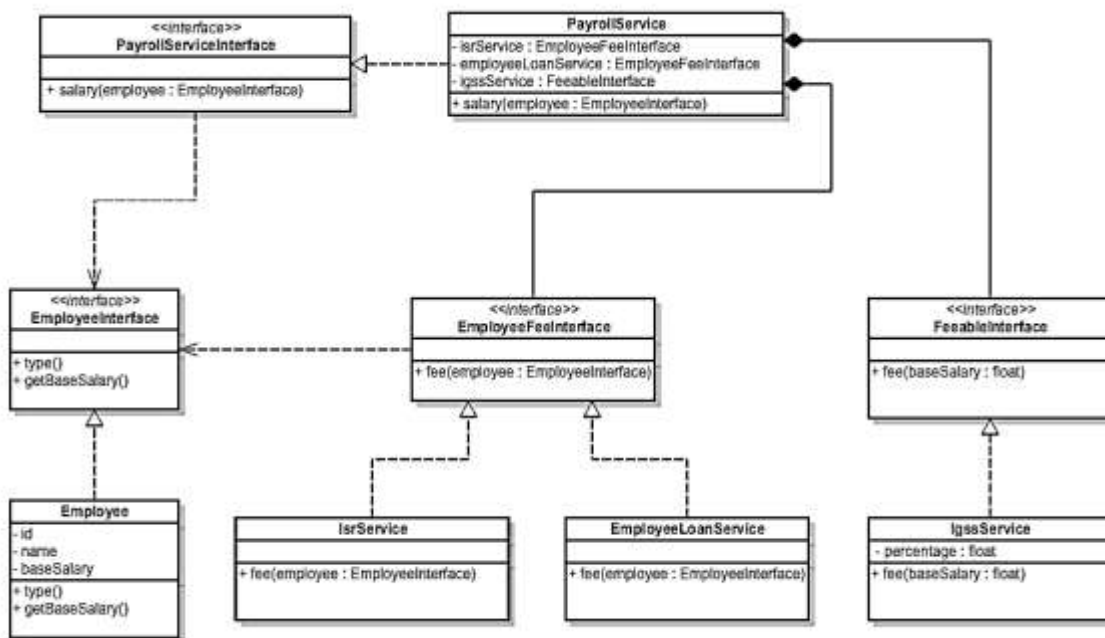 <<interface>>
PayrollServiceInterface
+ salary(employee : EmployeeInterface)
PayrollService
- isrService : EmployeeFeeInterface
- employeeLoanService : EmployeeFeeInterface
- igssService : FeeableInterface
+ salary(employee : EmployeeInterface)
<<interface>>
EmployeeInterface
+ type()
+ getBaseSalary()
<<interface>>
EmployeeFeeInterface
+ fee(employee : EmployeeInterface)
<<interface>>
FeeableInterface
+ fee(baseSalary : float)
Employee
- id
- name
- baseSalary
+ type()
+ getBaseSalary()
IsrService
+ fee(employee : EmployeeInterface)
EmployeeLoanService
+ fee(employee : EmployeeInterface)
IgssService
- percentage : float
+ fee(baseSalary : float)